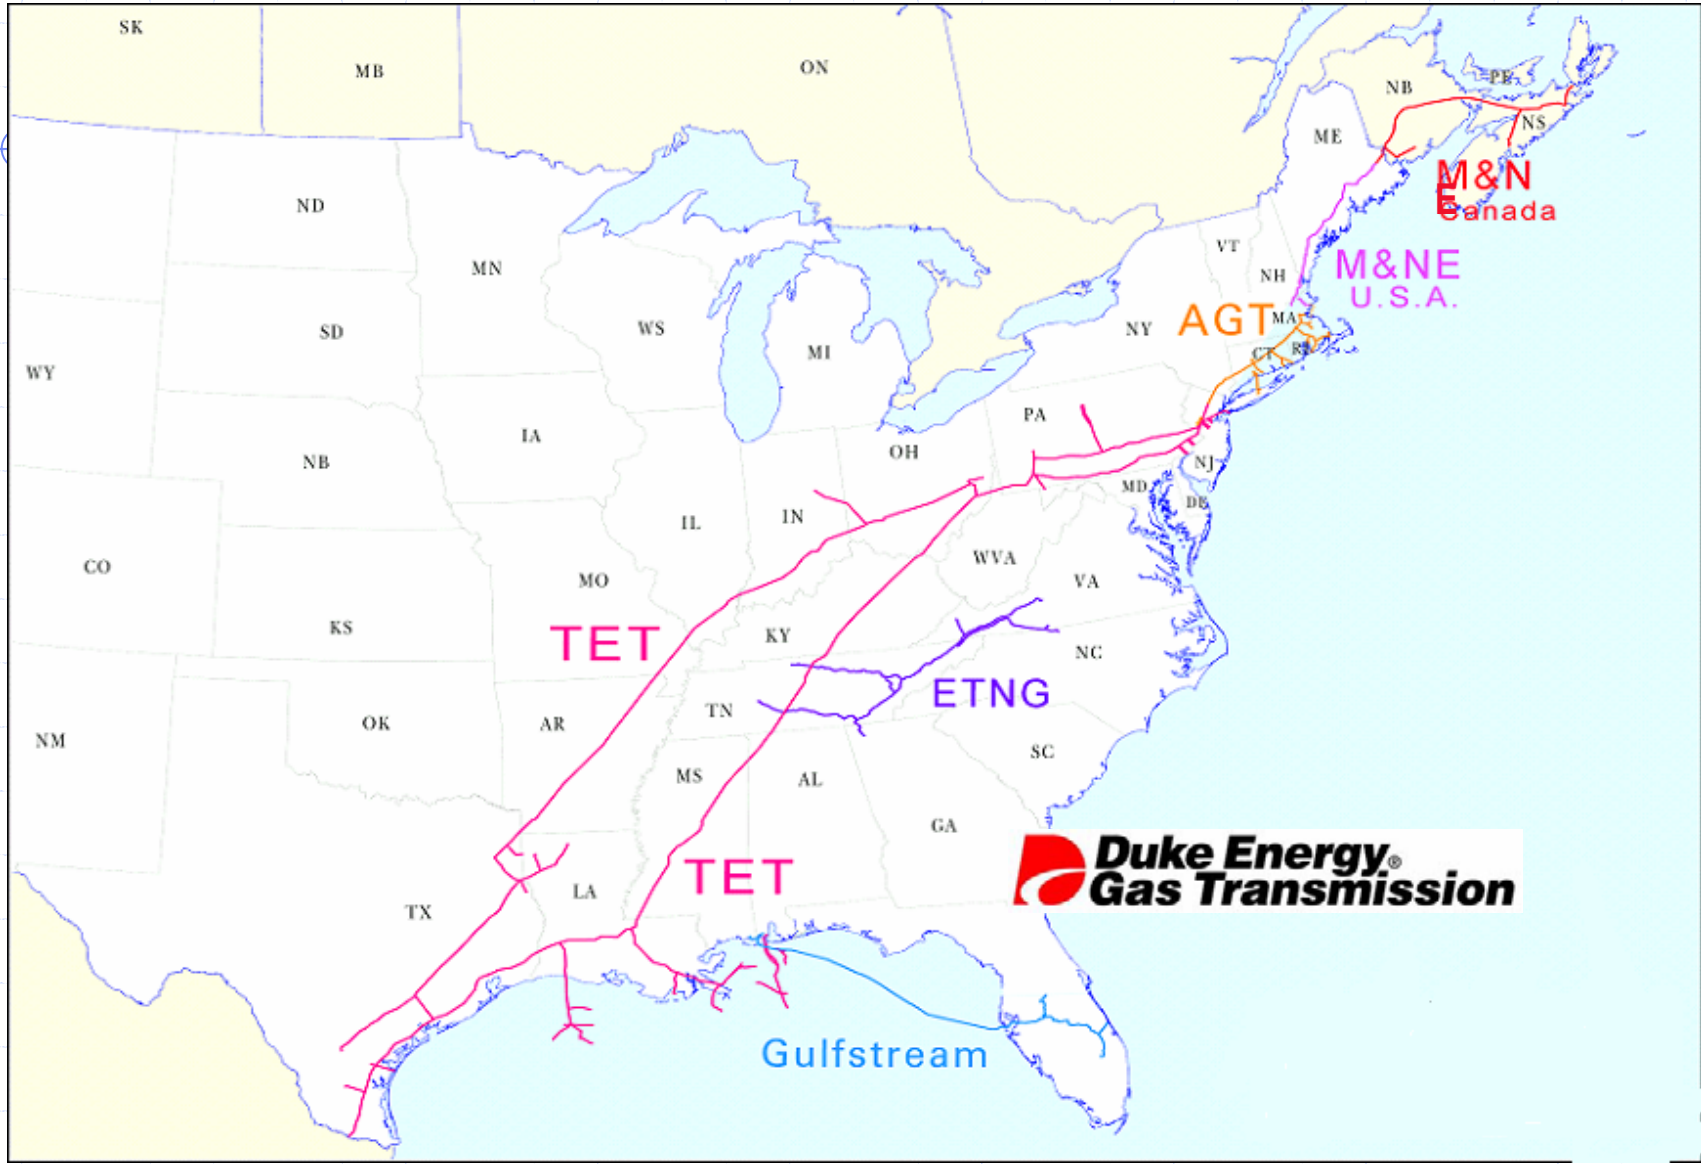 SK
MB
ON
NB
PE
NS
ME
M&N
E
Canada
ND
MN
VT
NH
M&NE
U.S.A.
SD
WS
MI
NY
AGT
MA
CT
RI
WY
IA
PA
OH
NB
NJ
MD
DE
IL
IN
CO
MO
WVA
VA
KS
TET
KY
NC
ETNG
NM
OK
AR
TN
SC
MS
AL
GA
TET
LA
TX
Duke Energy®
Gas Transmission
Gulfstream